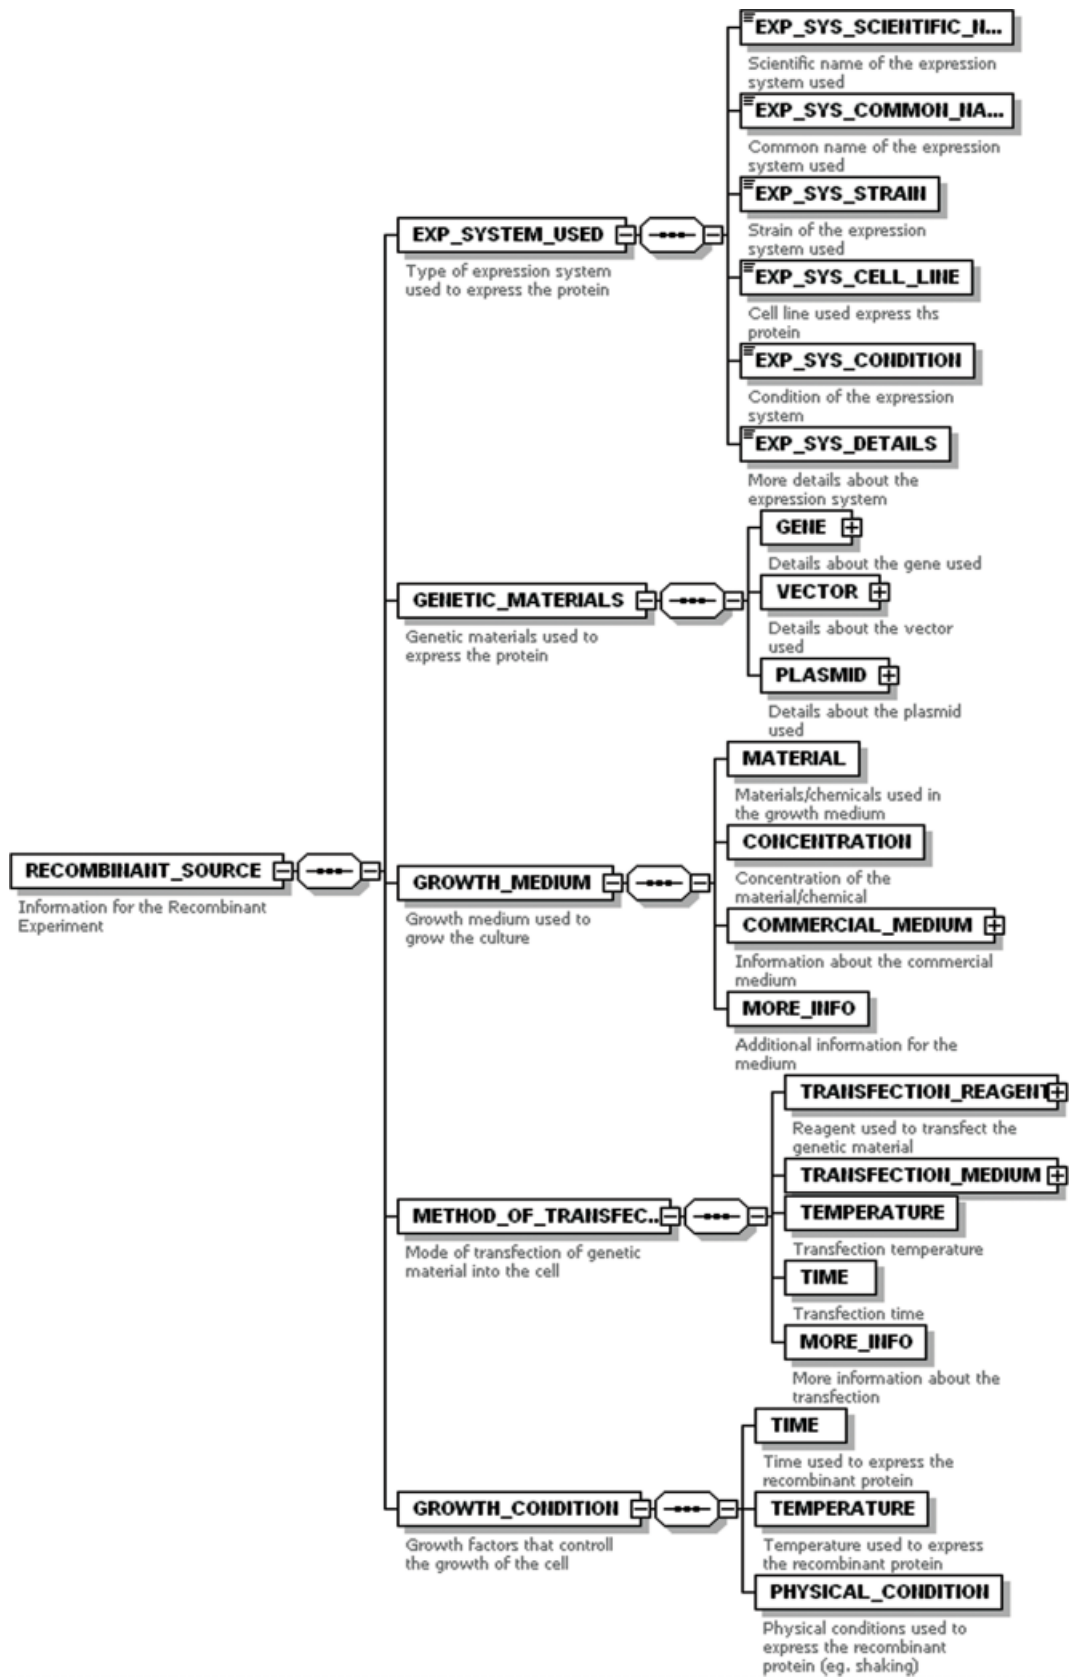 EXP_SYS_SCIENTIFIC_N...
Scientific name of the expression
system used
EXP_SYS_COMMON_NA...
Common name of the expression
system used
EXP_SYS_STRAIN
Strain of the expression
system used
EXP_SYS_CELL_LINE
Cell line used express ths
protein
EXP_SYS_CONDITION
Condition of the expression
system
EXP_SYS_DETAILS
More details about the
expression system
EXP_SYSTEM_USED
Type of expression system
used to express the protein
GENE
Details about the gene used
VECTOR
Details about the vector
used
PLASMID
Details about the plasmid
used
GENETIC_MATERIALS
Genetic materials used to
express the protein
MATERIAL
Materials/chemicals used in
the growth medium
CONCENTRATION
Concentration of the
material/chemical
COMMERCIAL_MEDIUM
Information about the commercial
medium
MORE_INFO
Additional information for the
medium
RECOMBINANT_SOURCE
Information for the Recombinant
Experiment
GROWTH_MEDIUM
Growth medium used to
grow the culture
TRANSFECTION_REAGENT
Reagent used to transfect the
genetic material
TRANSFECTION_MEDIUM
TEMPERATURE
Transfection temperature
TIME
Transfection time
MORE_INFO
More information about the
transfection
METHOD_OF_TRANSFEC...
Mode of transfection of genetic
material into the cell
TIME
Time used to express the
recombinant protein
TEMPERATURE
Temperature used to express
the recombinant protein
PHYSICAL_CONDITION
Physical conditions used to
express the recombinant
protein (eg. shaking)
GROWTH_CONDITION
Growth factors that controll
the growth of the cell